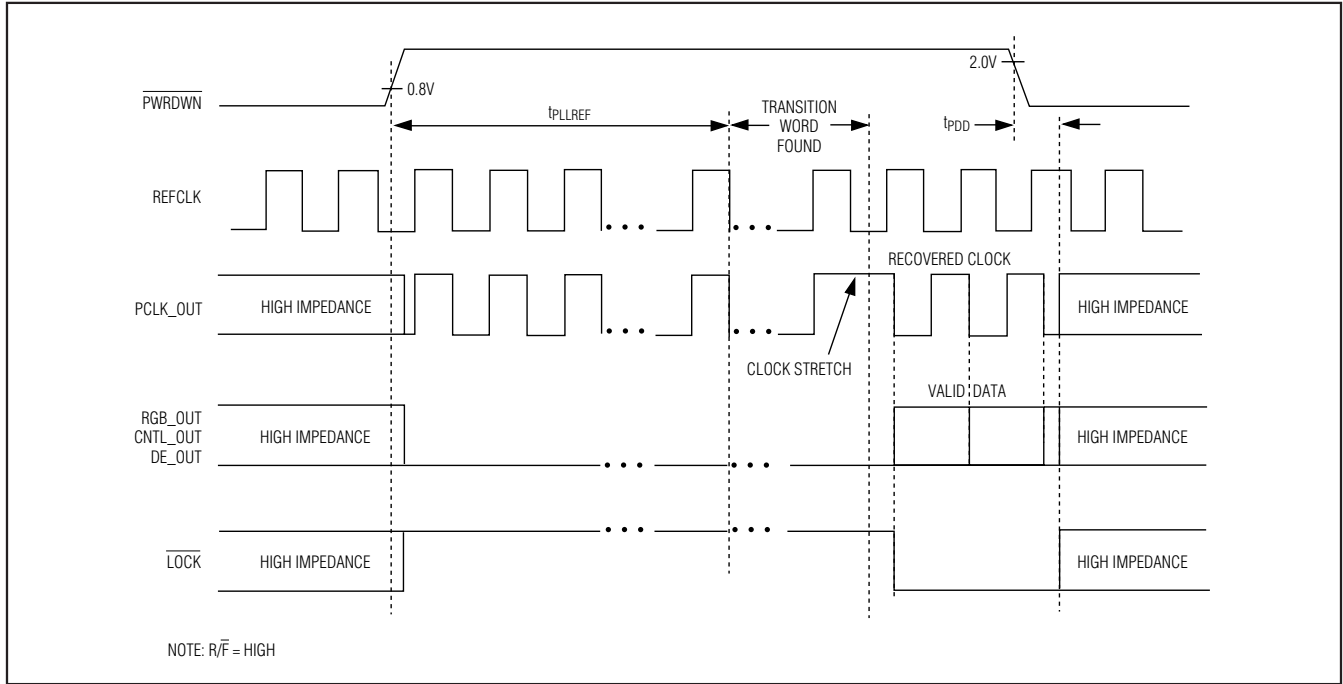 PWRDWN
0.8V
2.0V
tPLLREF
TRANSITION
WORD
FOUND
tPDD
REFCLK
RECOVERED CLOCK
PCLK_OUT
HIGH IMPEDANCE
HIGH IMPEDANCE
CLOCK STRETCH
VALID DATA
RGB_OUT
CNTL_OUT
DE_OUT
HIGH IMPEDANCE
HIGH IMPEDANCE
LOCK
HIGH IMPEDANCE
HIGH IMPEDANCE
NOTE: R/F̅ = HIGH